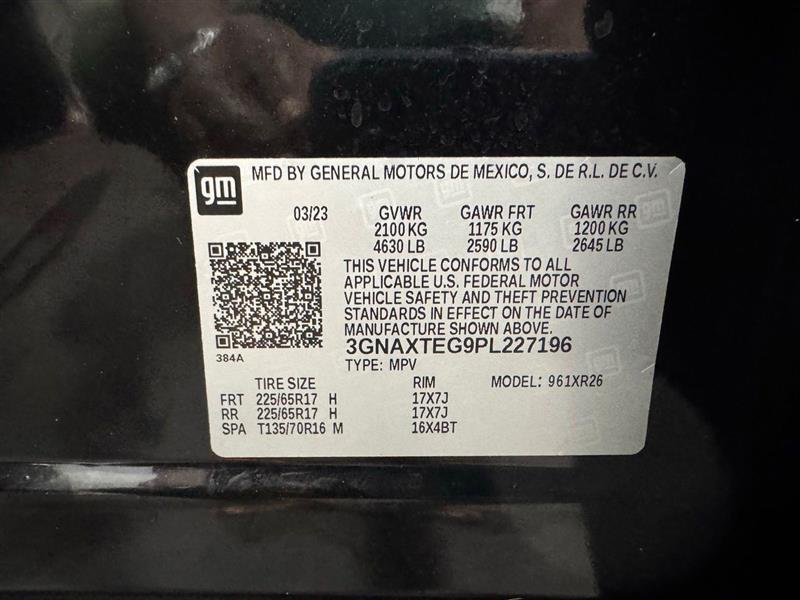 gm MFD BY GENERAL MOTORS DE MEXICO, S. DE R.L. DE C.V.
03/23 GVWR GAWR FRT GAWR RR
2100 KG 1175 KG 1200 KG
4630 LB 2590 LB 2645 LB
THIS VEHICLE CONFORMS TO ALL
APPLICABLE U.S. FEDERAL MOTOR
VEHICLE SAFETY AND THEFT PREVENTION
STANDARDS IN EFFECT ON THE DATE OF
MANUFACTURE SHOWN ABOVE.
3GNAXTEG9PL227196
384A
TYPE: MPV
TIRE SIZE RIM MODEL: 961XR26
FRT 225/65R17 H 17X7J
RR 225/65R17 H 17X7J
SPA T135/70R16 M 16X4BT